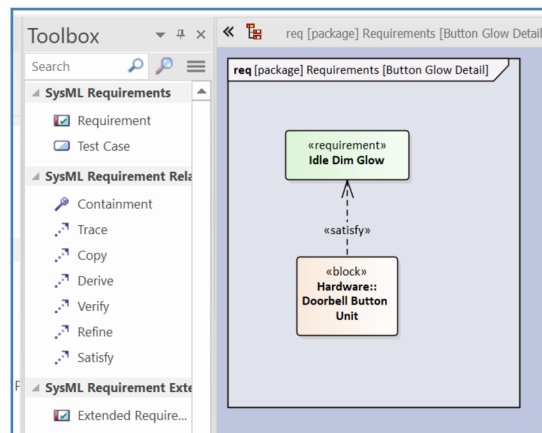 Toolbox
req [package] Requirements [Button Glow Detail
Search
req [package] Requirements [Button Glow Detail]
SysML Requirements
Requirement
Test Case
SysML Requirement Rela
Containment
Trace
Copy
Derive
Verify
Refine
Satisfy
SysML Requirement Exte
Extended Require...
«requirement»
Idle Dim Glow
«satisfy»
«block»
Hardware::
Doorbell Button
Unit